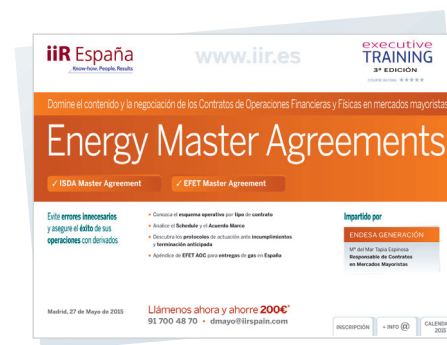 iiR España
Know-how. People. Results
www.iir.es
executive
TRAINING
3ª EDICIÓN
Domine el contenido y la negociación de los Contratos de Operaciones Financieras y Físicas en mercados mayoristas
Energy Master Agreements
✓ ISDA Master Agreement
✓ EFET Master Agreement
Evite errores innecesarios
y asegure el éxito de sus
operaciones con derivados
Conozca el esquema operativo por tipo de contrato
Analice el Schedule y el Acuerdo Marco
Descubra los protocolos de actuación ante incumplimientos
y terminación anticipada
Apéndice de EFET AOC para entregas de gas en España
Impartido por
ENDESA GENERACIÓN
Mª del Mar Tapia Espinosa
Responsable de Contratos
en Mercados Mayoristas
Madrid, 27 de Mayo de 2015
Llámenos ahora y ahorre 200€*
91 700 48 70 • dmayo@iirspain.com
INSCRIPCIÓN
+ INFO @
2015